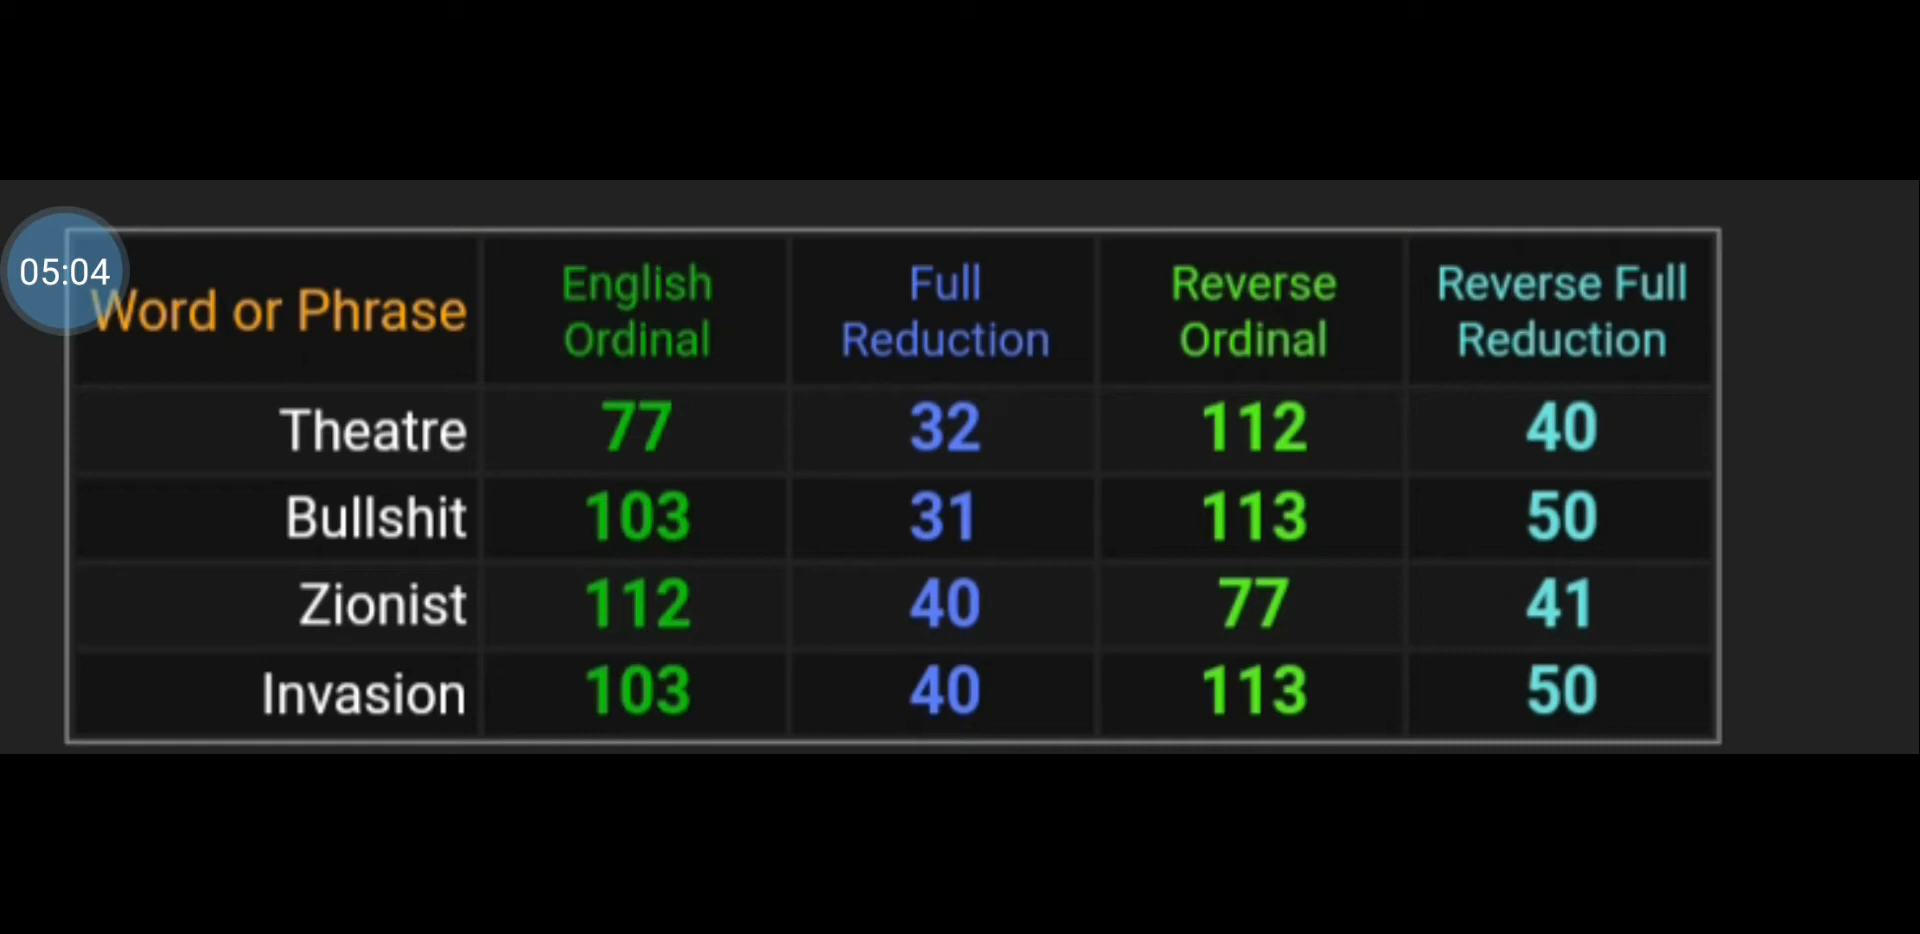 05:04
Word or Phrase English Ordinal Full Reduction Reverse Ordinal Reverse Full Reduction
Theatre 77 32 112 40
Bullshit 103 31 113 50
Zionist 112 40 77 41
Invasion 103 40 113 50